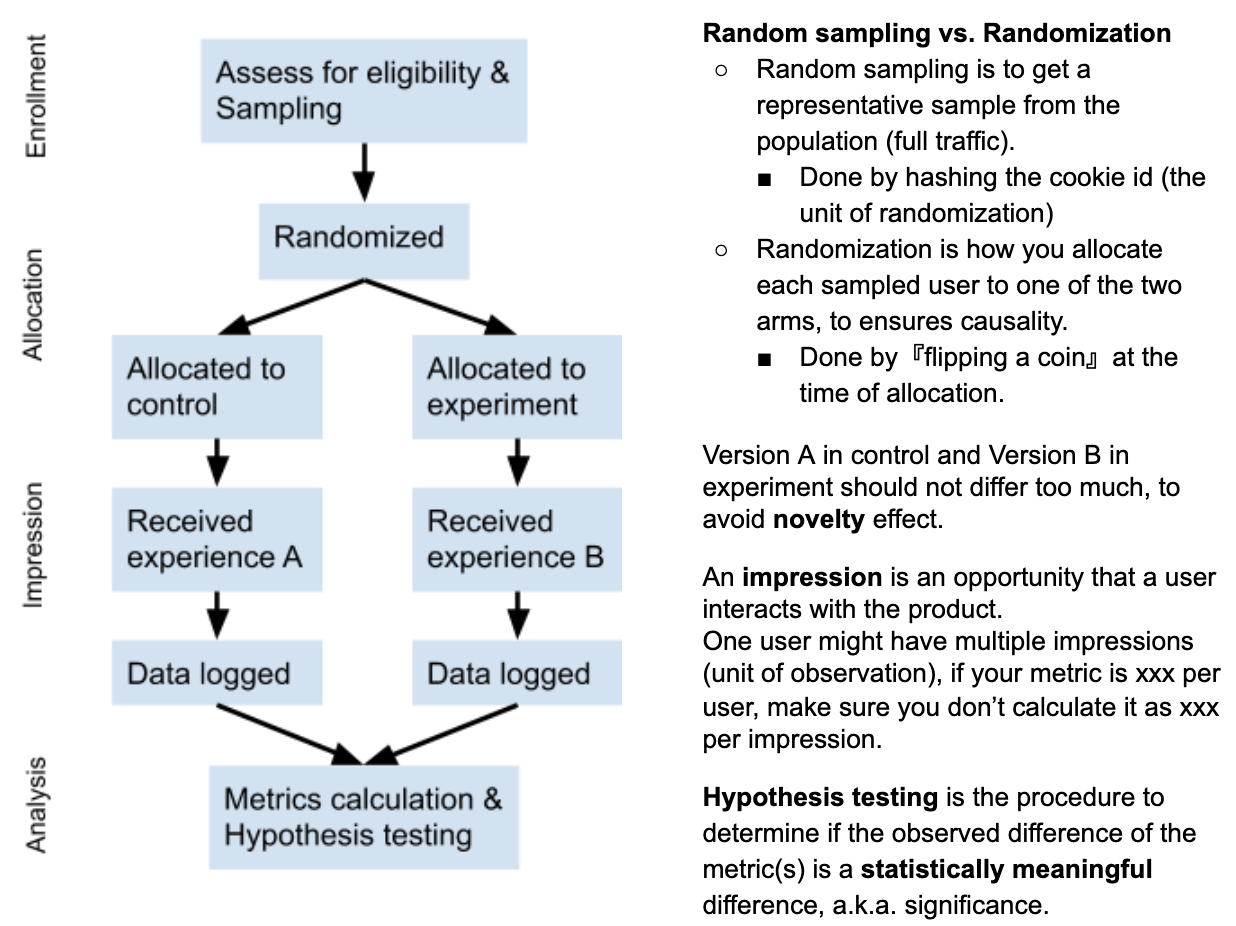 Enrollment
Assess for eligibility &
Sampling
Randomized
Allocation
Allocated to
control
Allocated to
experiment
Impression
Received
experience A
Received
experience B
Data logged
Data logged
Analysis
Metrics calculation &
Hypothesis testing
Random sampling vs. Randomization
○ Random sampling is to get a
representative sample from the
population (full traffic).
■ Done by hashing the cookie id (the
unit of randomization)
○ Randomization is how you allocate
each sampled user to one of the two
arms, to ensures causality.
■ Done by『flipping a coin』at the
time of allocation.
Version A in control and Version B in
experiment should not differ too much, to
avoid novelty effect.
An impression is an opportunity that a user
interacts with the product.
One user might have multiple impressions
(unit of observation), if your metric is xxx per
user, make sure you don’t calculate it as xxx
per impression.
Hypothesis testing is the procedure to
determine if the observed difference of the
metric(s) is a statistically meaningful
difference, a.k.a. significance.